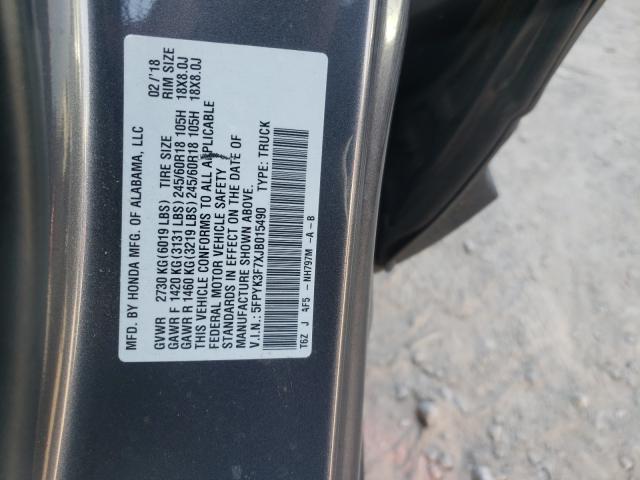 MFD. BY HONDA MFG. OF ALABAMA, LLC 02/'18
GVWR 2730 KG(6019 LBS) TIRE SIZE RIM SIZE
GAWR F 1420 KG(3131 LBS)245/60R18 105H 18X8.0J
GAWR R 1460 KG(3219 LBS)245/60R18 105H 18X8.0J
THIS VEHICLE CONFORMS TO ALL APPLICABLE
FEDERAL MOTOR VEHICLE SAFETY
STANDARDS IN EFFECT ON THE DATE OF
MANUFACTURE SHOWN ABOVE.
V.I.N.: 5FPYK3F7XJB015490 TYPE: TRUCK
T6Z J 4F5 -NH797M -A -B